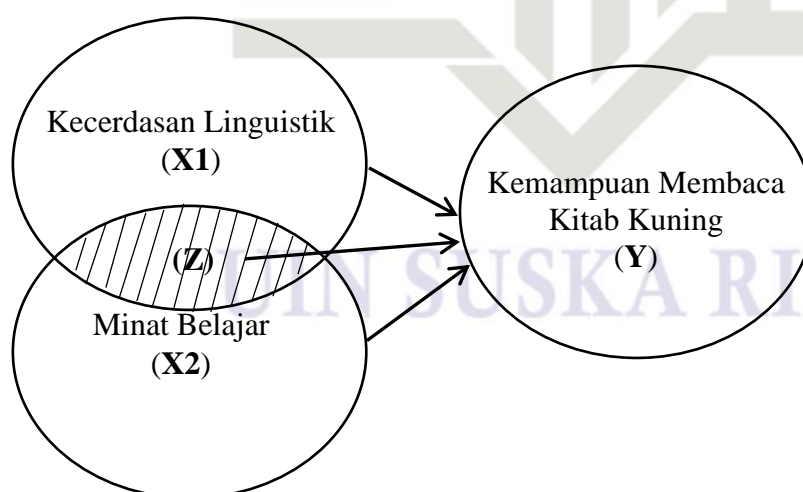 Kecerdasan Linguistik
(X1)
(Z)
Minat Belajar
(X2)
Kemampuan Membaca
Kitab Kuning
(Y)
UIN SUSKA RI